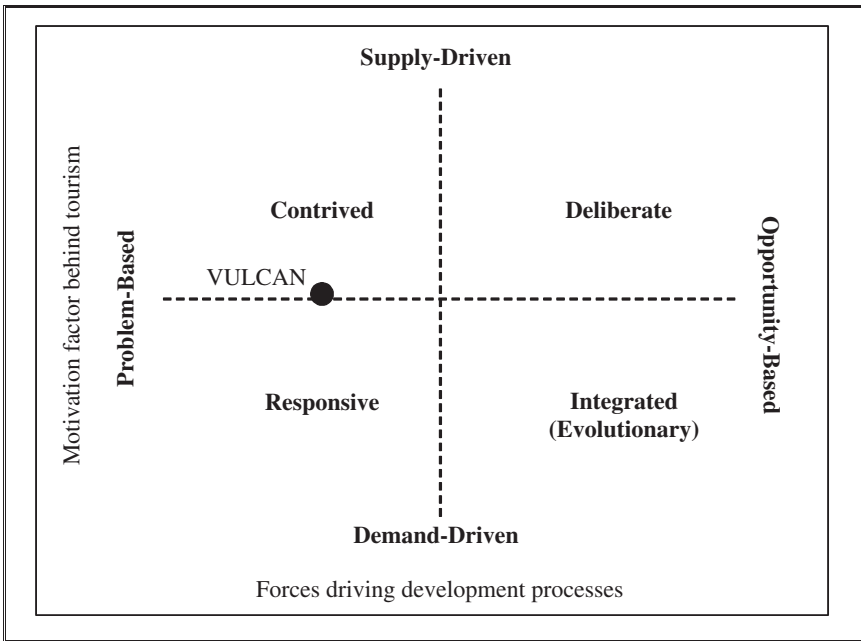 Supply-Driven
Motivation factor behind tourism
Problem-Based
Contrived
Deliberate
Opportunity-Based
VULCAN
Responsive
Integrated
(Evolutionary)
Demand-Driven
Forces driving development processes